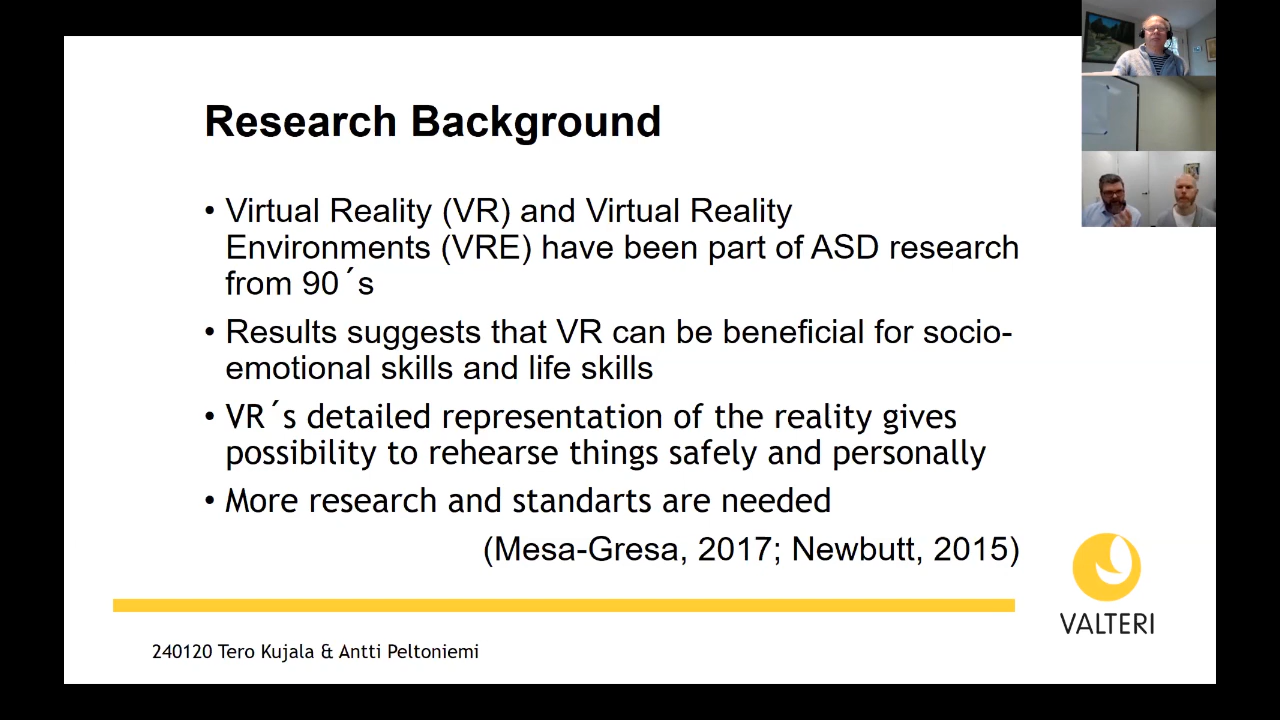 Research Background
• Virtual Reality (VR) and Virtual Reality
Environments (VRE) have been part of ASD research
from 90´s
• Results suggests that VR can be beneficial for socio-
emotional skills and life skills
• VR´s detailed representation of the reality gives
possibility to rehearse things safely and personally
• More research and standarts are needed
(Mesa-Gresa, 2017; Newbutt, 2015)
VALTERI
240120 Tero Kujala & Antti Peltoniemi